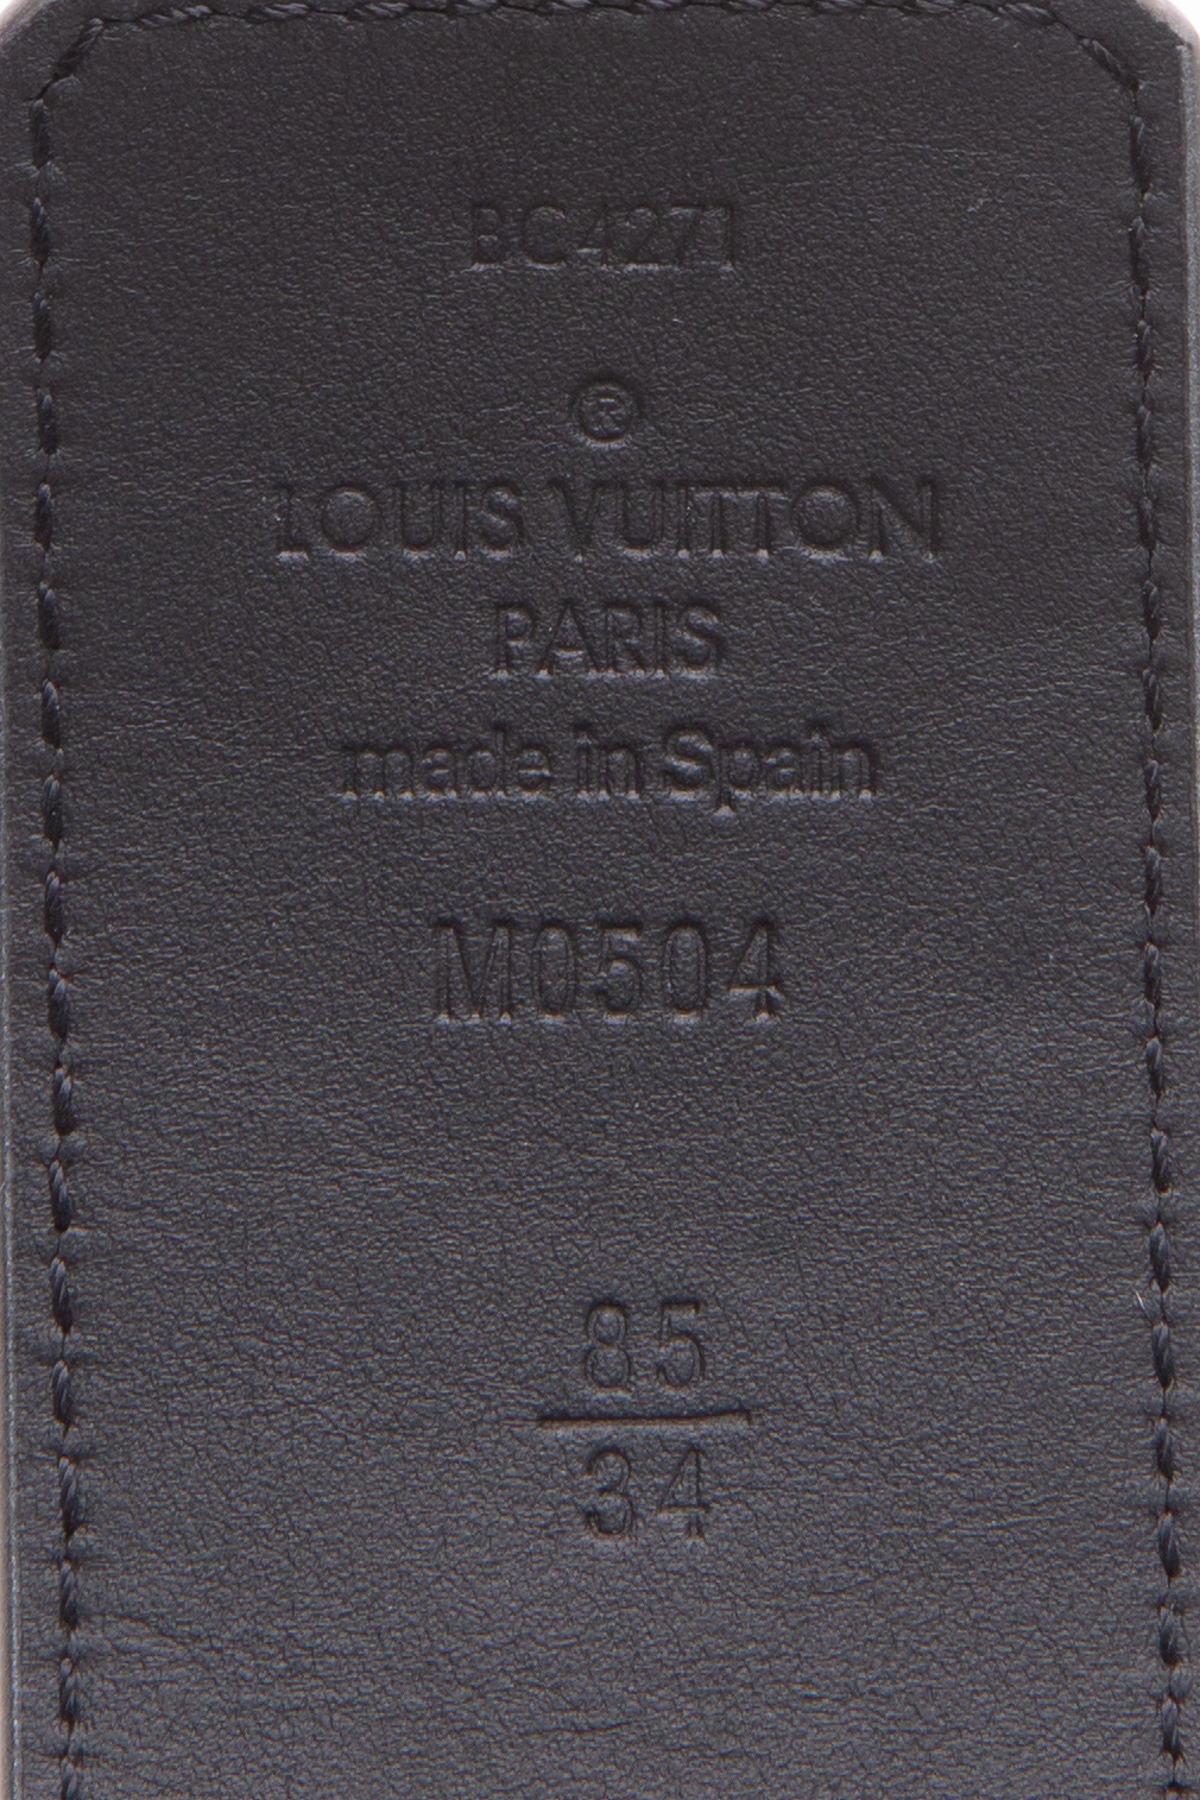 BC4271
®
LOUIS VUITTON
PARIS
made in Spain
M0504
85
34